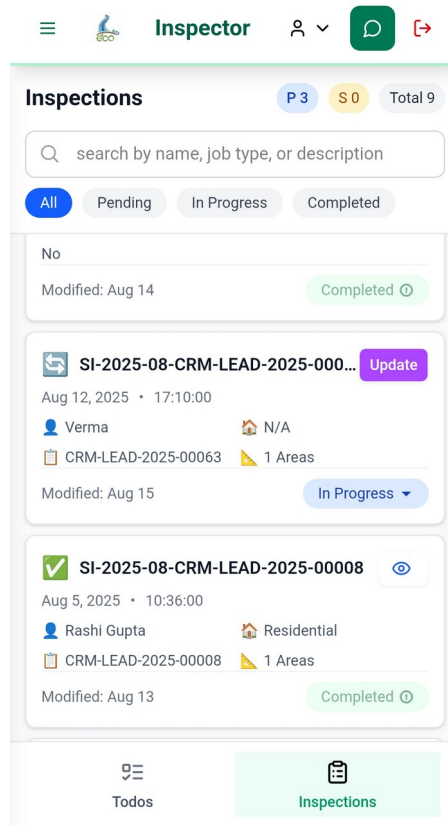 eco
Inspector
Inspections
P 3
S 0
Total 9
search by name, job type, or description
All
Pending
In Progress
Completed
No
Modified: Aug 14
Completed
SI-2025-08-CRM-LEAD-2025-000...
Update
Aug 12, 2025 • 17:10:00
Verma
N/A
CRM-LEAD-2025-00063
1 Areas
Modified: Aug 15
In Progress
SI-2025-08-CRM-LEAD-2025-00008
Aug 5, 2025 • 10:36:00
Rashi Gupta
Residential
CRM-LEAD-2025-00008
1 Areas
Modified: Aug 13
Completed
Todos
Inspections